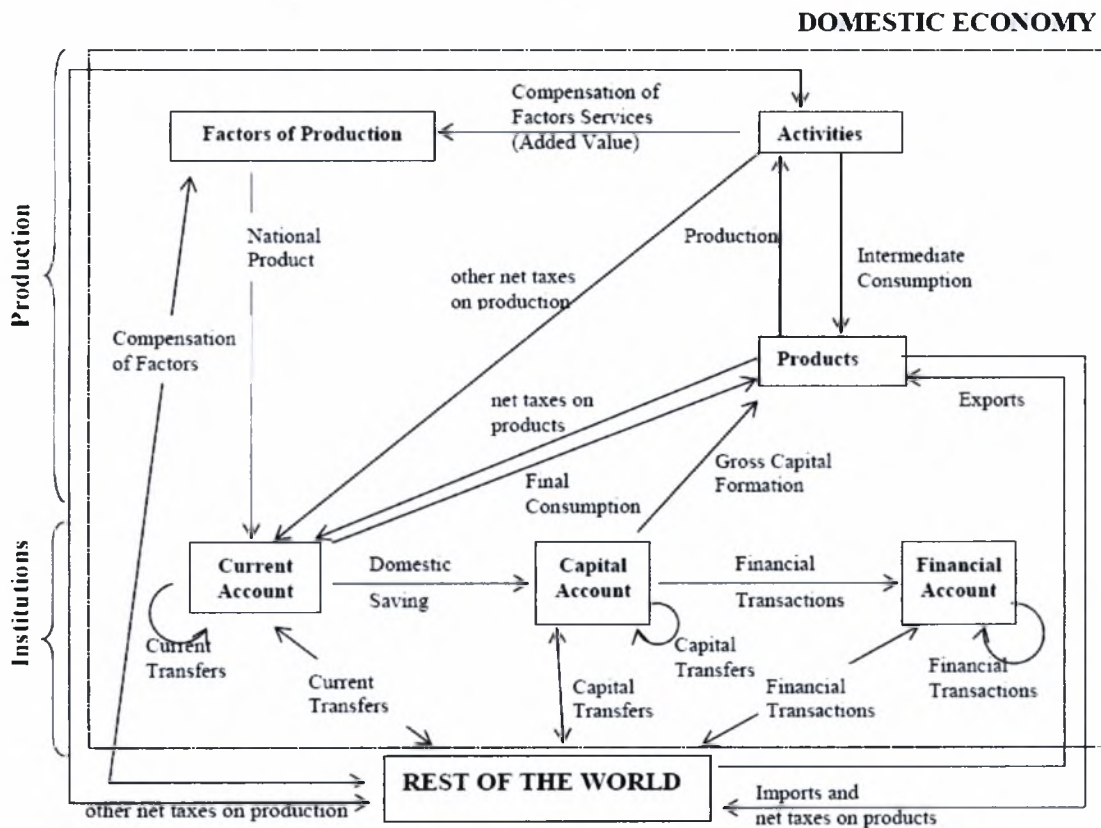 DOMESTIC ECONOMY
Compensation of
Factors Services
(Added Value)
Factors of Production
Activities
Production
National
Product
Production
Intermediate
Consumption
other net taxes
on production
Compensation
of Factors
Products
net taxes on
products
Exports
Final
Consumption
Gross Capital
Formation
Institutions
Current
Account
Domestic
Saving
Capital
Account
Financial
Transactions
Financial
Account
Current
Transfers
Current
Transfers
Capital
Transfers
Capital
Transfers
Financial
Transactions
Financial
Transactions
REST OF THE WORLD
other net taxes on production
Imports and
net taxes on products